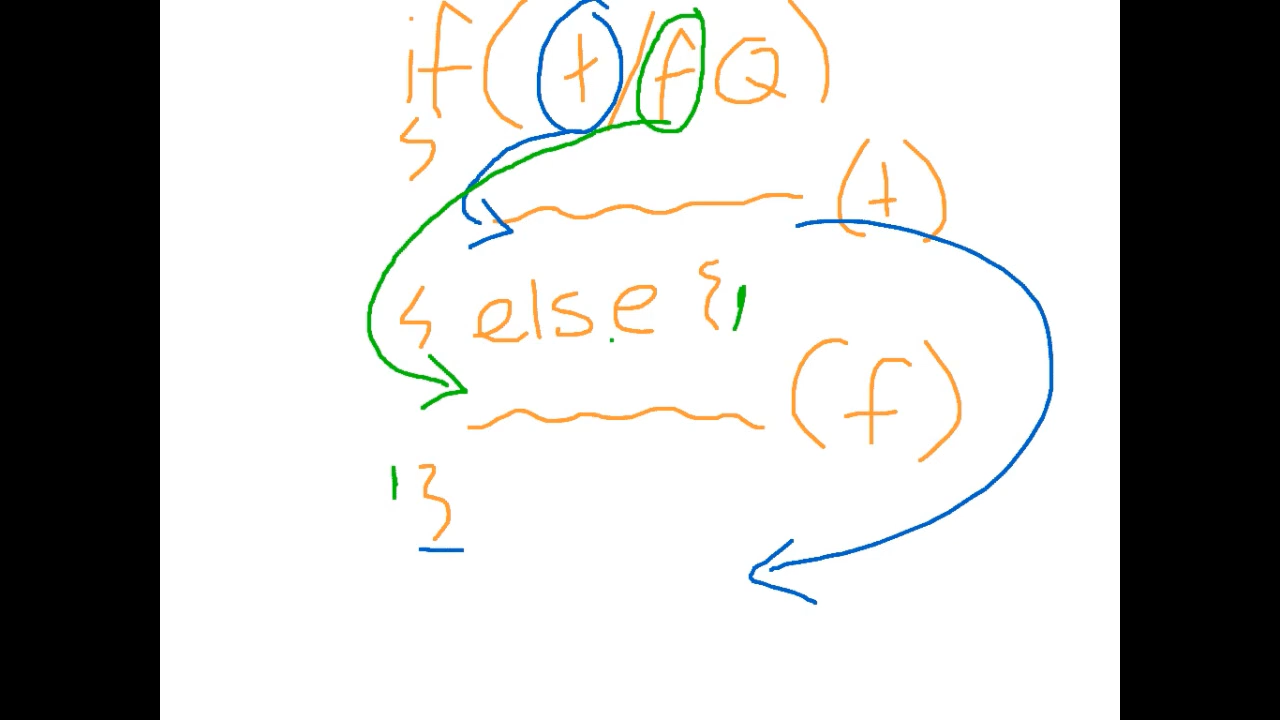 if(t/fQ)
{
(t)
} else {
(f)
}